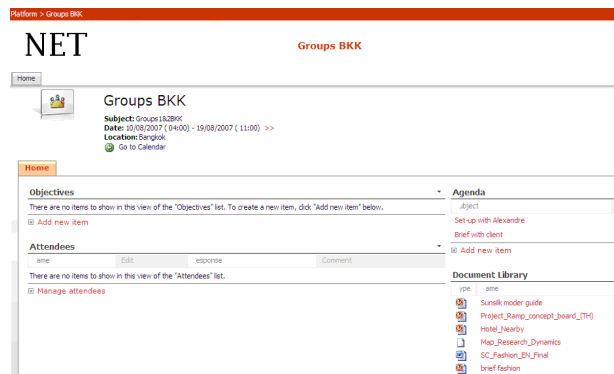 Platform > Groups BKK
NET
Groups BKK
Home
Groups BKK
Subject: Groups1&2BKK
Date: 10/08/2007 ( 04:00) - 19/08/2007 ( 11:00) >>
Location: Bangkok
Go to Calendar
Home
Objectives
There are no items to show in this view of the "Objectives" list. To create a new item, click "Add new item" below.
Add new item
Attendees
ame Edit esponse Comment
There are no items to show in this view of the "Attendees" list.
Manage attendees
Agenda
ubject
Set-up with Alexandre
Brief with client
Add new item
Document Library
ype ame
Sunsilk moder guide
Project_Ramp_concept_board_(TH)
Hotel_Nearby
Map_Research_Dynamics
SC_Fashion_EN_Final
brief fashion